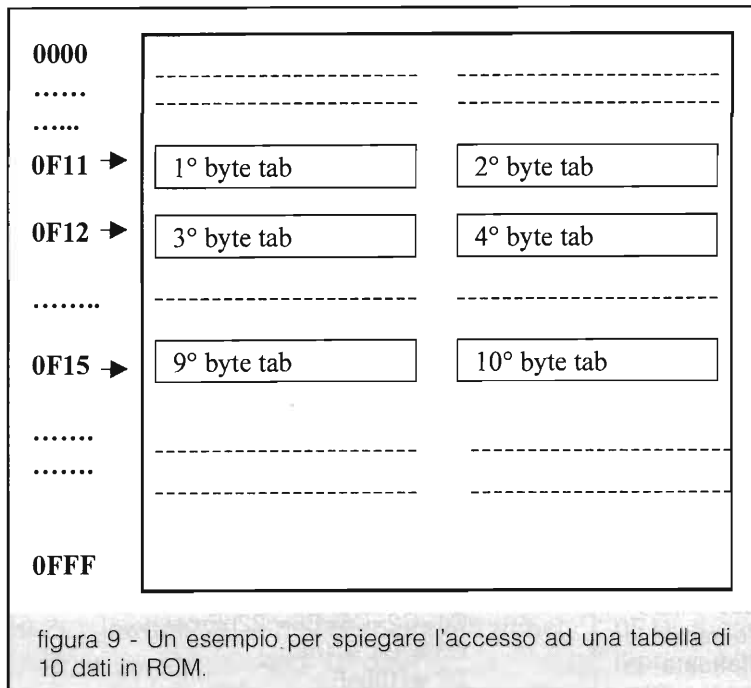 0000
......
......
0F11 1° byte tab 2° byte tab
0F12 3° byte tab 4° byte tab
........
0F15 9° byte tab 10° byte tab
.......
.......
0FFF
figura 9 - Un esempio per spiegare l'accesso ad una tabella di
10 dati in ROM.